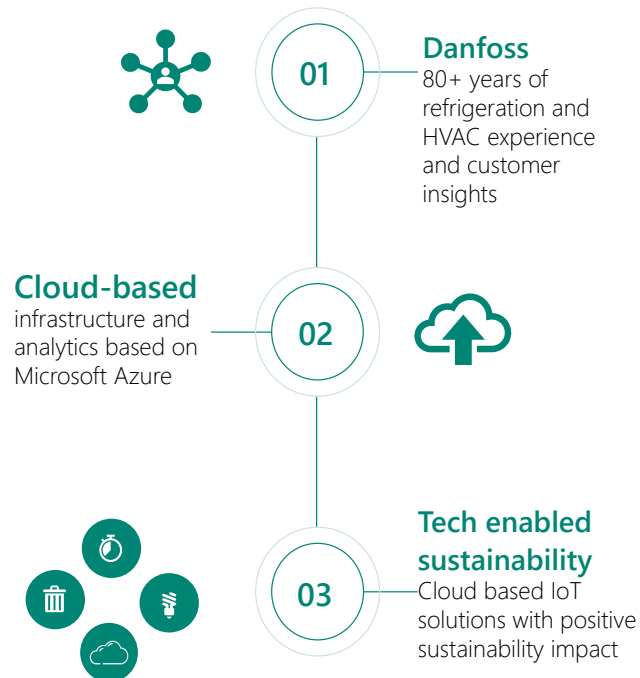 01
Danfoss
80+ years of
refrigeration and
HVAC experience
and customer
insights
Cloud-based
infrastructure and
analytics based on
Microsoft Azure
02
03
Tech enabled
sustainability
Cloud based IoT
solutions with positive
sustainability impact